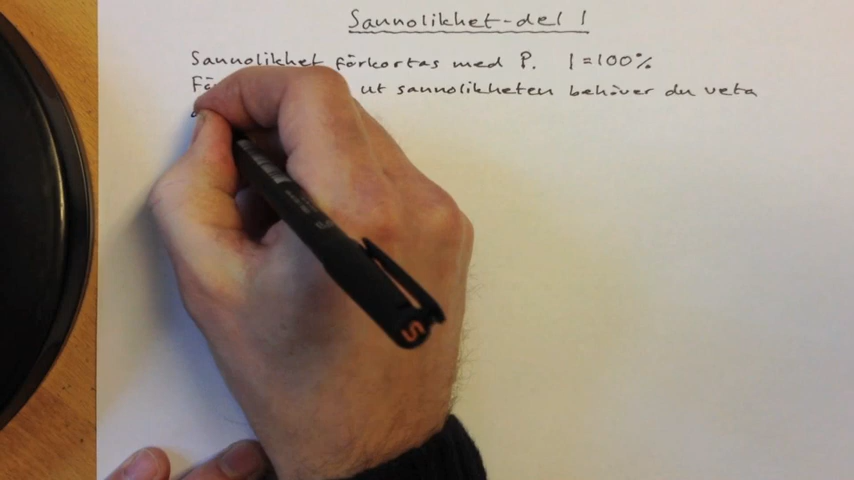 Sannolikhet - del 1
Sannolikhet förkortas med P. 1 = 100%
ut sannolikheten behöver du veta
S